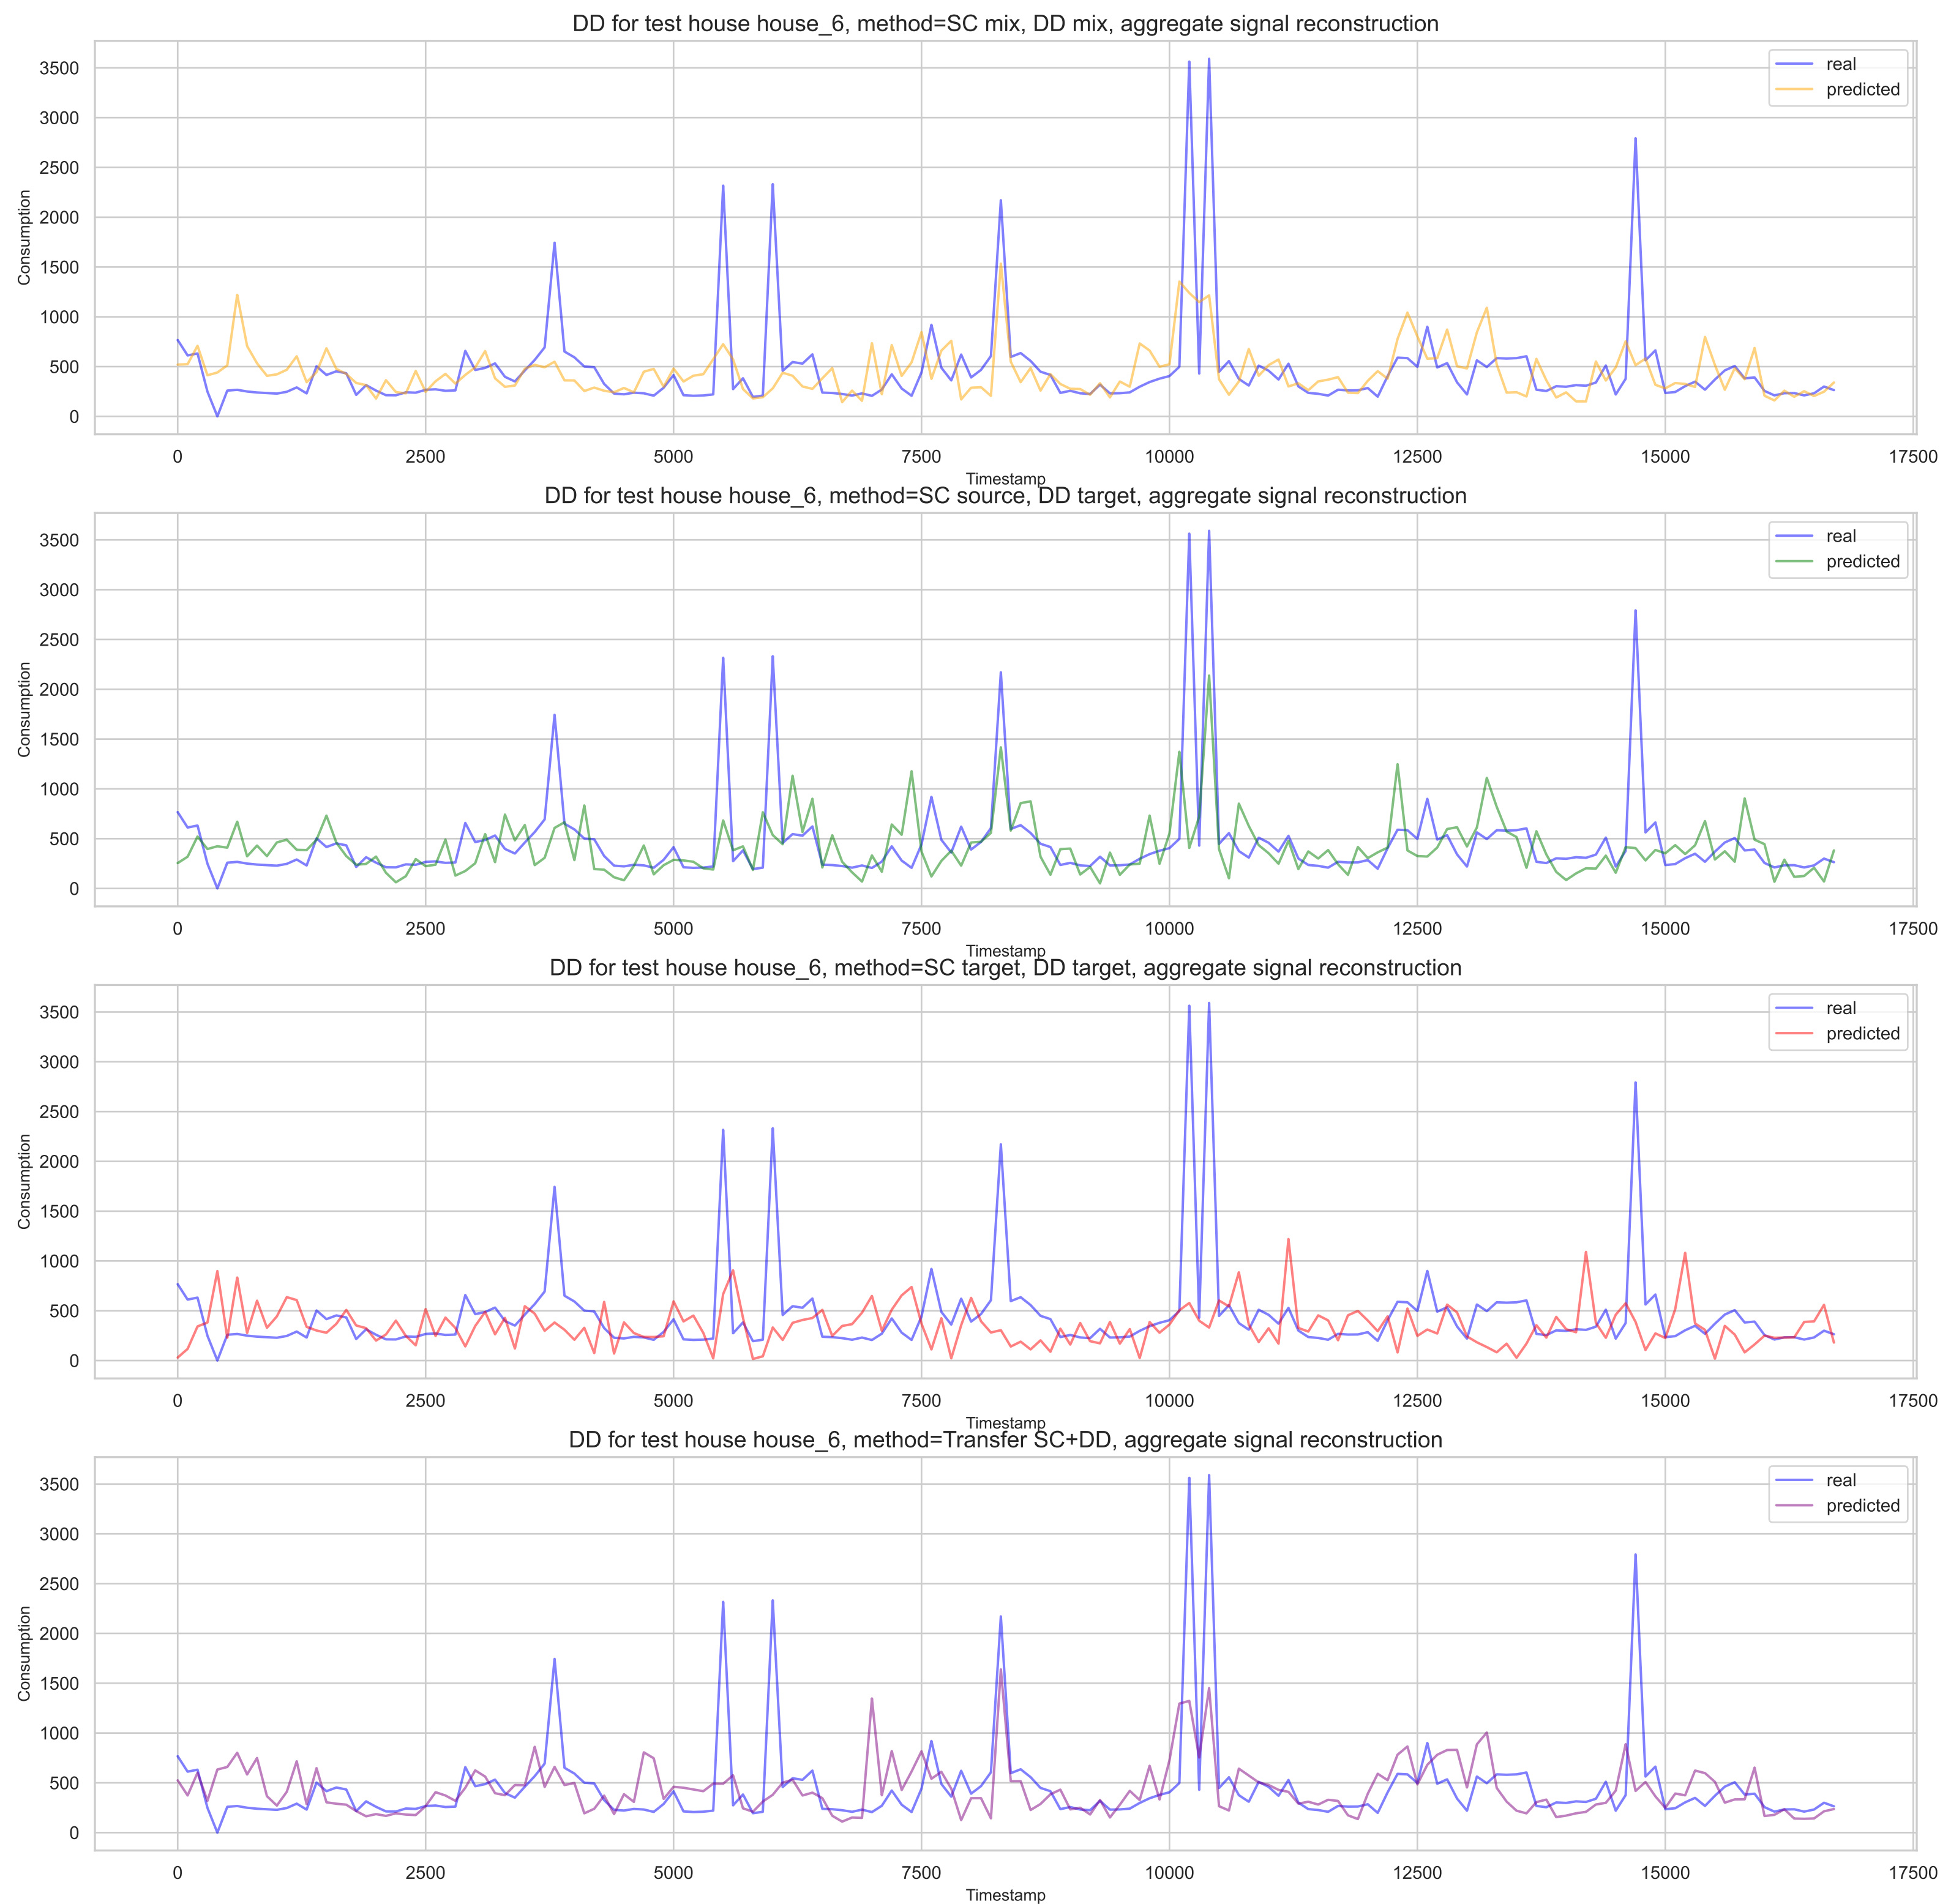 DD for test house house_6, method=SC mix, DD mix, aggregate signal reconstruction
3500
3000
2500
2000
1500
1000
500
0
Consumption
real
predicted
0 2500 5000 7500 10000 12500 15000 17500
Timestamp
DD for test house house_6, method=SC source, DD target, aggregate signal reconstruction
3500
3000
2500
2000
1500
1000
500
0
Consumption
real
predicted
0 2500 5000 7500 10000 12500 15000 17500
Timestamp
DD for test house house_6, method=SC target, DD target, aggregate signal reconstruction
3500
3000
2500
2000
1500
1000
500
0
Consumption
real
predicted
0 2500 5000 7500 10000 12500 15000 17500
Timestamp
DD for test house house_6, method=Transfer SC+DD, aggregate signal reconstruction
3500
3000
2500
2000
1500
1000
500
0
Consumption
real
predicted
0 2500 5000 7500 10000 12500 15000 17500
Timestamp